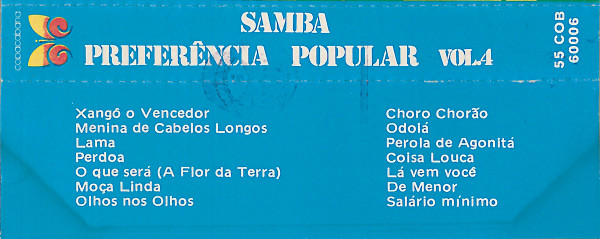 copacabana
SAMBA
PREFERÊNCIA POPULAR VOL.4
55 COB
60006
Xangô o Vencedor
Menina de Cabelos Longos
Lama
Perdoa
O que será (A Flor da Terra)
Moça Linda
Olhos nos Olhos
Choro Chorão
Odoiá
Perola de Agonitá
Coisa Louca
Lá vem você
De Menor
Salário mínimo